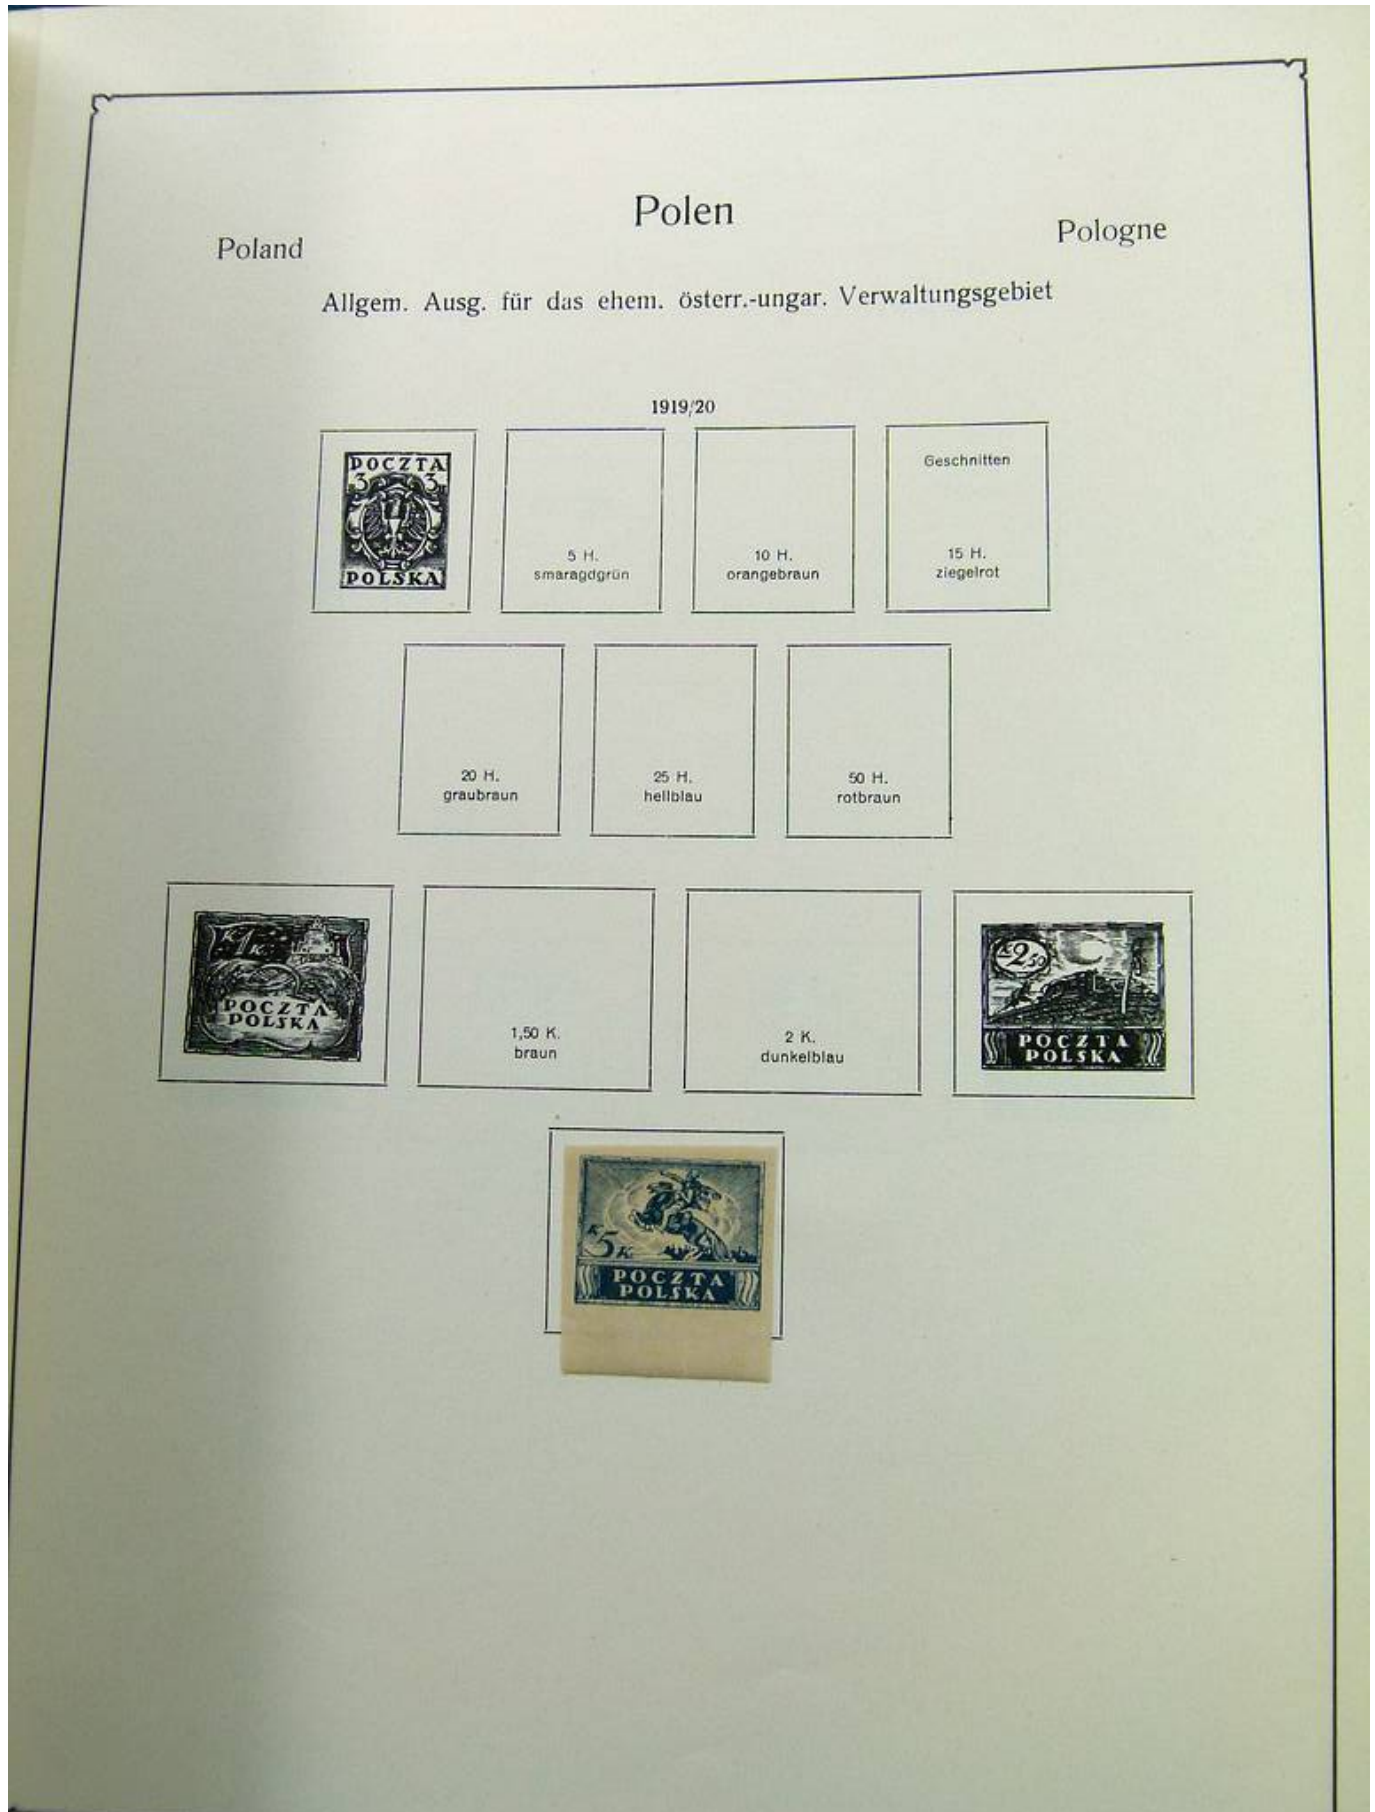 Polen
Poland
Pologne
Allgem. Ausg. für das ehem. österr.-ungar. Verwaltungsgebiet
1919/20
POCZTA
3 3
POLSKA
5 H.
smaragdgrün
10 H.
orangebraun
Geschnitten
15 H.
ziegelrot
20 H.
graubraun
25 H.
hellblau
50 H.
rotbraun
K 1 K
POCZTA
POLSKA
1,50 K.
braun
2 K.
dunkelblau
K 2 50
POCZTA
POLSKA
K 5 K
POCZTA
POLSKA